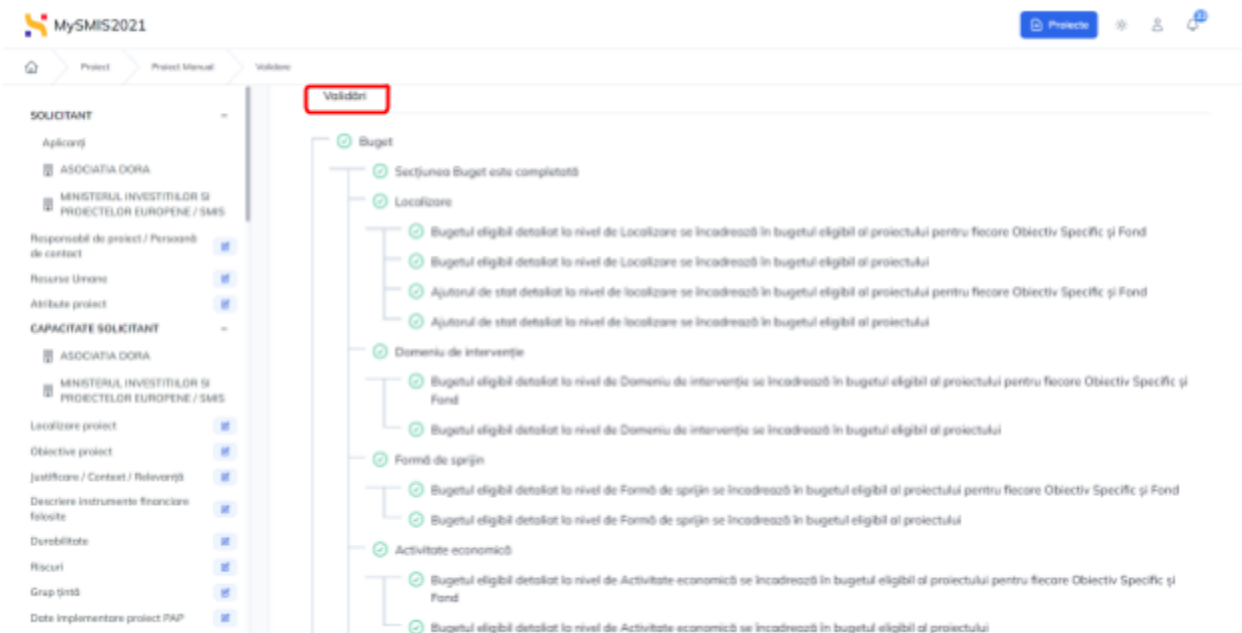 MySMIS2021
Proiecte
Proiect
Proiect Manual
Validare
SOLICITANT
Aplicanți
ASOCIATIA DORA
MINISTERUL INVESTITIILOR SI
PROIECTELOR EUROPENE / SMIS
Responsabil de proiect / Persoană
de contact
Resurse Umane
Atribute proiect
CAPACITATE SOLICITANT
ASOCIATIA DORA
MINISTERUL INVESTITIILOR SI
PROIECTELOR EUROPENE / SMIS
Localizare proiect
Obiective proiect
Justificare / Context / Relevanță
Descriere instrumente financiare
folosite
Durabilitate
Riscuri
Grup țintă
Date implementare proiect PAP
Validări
Buget
Secțiunea Buget este completată
Localizare
Bugetul eligibil detaliat la nivel de Localizare se încadrează în bugetul eligibil al proiectului pentru fiecare Obiectiv Specific și Fond
Bugetul eligibil detaliat la nivel de Localizare se încadrează în bugetul eligibil al proiectului
Ajutorul de stat detaliat la nivel de localizare se încadrează în bugetul eligibil al proiectului pentru fiecare Obiectiv Specific și Fond
Ajutorul de stat detaliat la nivel de localizare se încadrează în bugetul eligibil al proiectului
Domeniu de intervenție
Bugetul eligibil detaliat la nivel de Domeniu de intervenție se încadrează în bugetul eligibil al proiectului pentru fiecare Obiectiv Specific și
Fond
Bugetul eligibil detaliat la nivel de Domeniu de intervenție se încadrează în bugetul eligibil al proiectului
Formă de sprijin
Bugetul eligibil detaliat la nivel de Formă de sprijin se încadrează în bugetul eligibil al proiectului pentru fiecare Obiectiv Specific și Fond
Bugetul eligibil detaliat la nivel de Formă de sprijin se încadrează în bugetul eligibil al proiectului
Activitate economică
Bugetul eligibil detaliat la nivel de Activitate economică se încadrează în bugetul eligibil al proiectului pentru fiecare Obiectiv Specific și
Fond
Bugetul eligibil detaliat la nivel de Activitate economică se încadrează în bugetul eligibil al proiectului